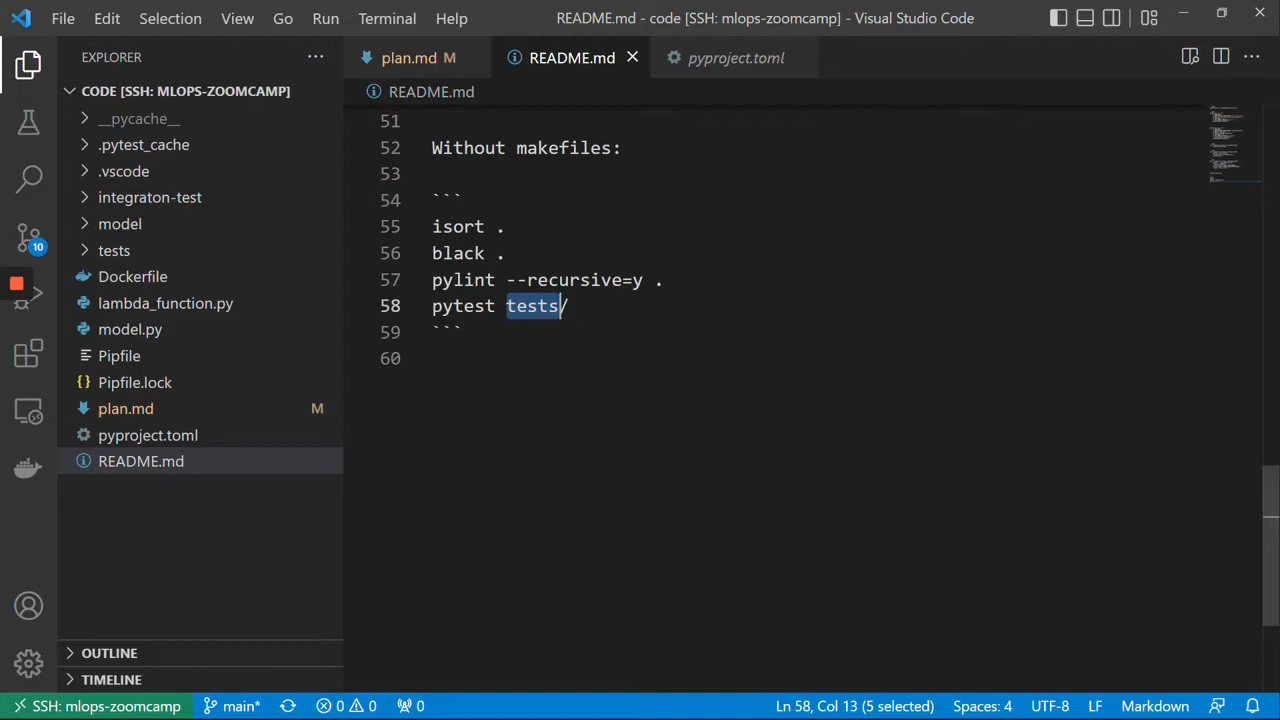 File Edit Selection View Go Run Terminal Help README.md - code [SSH: mlops-zoomcamp] - Visual Studio Code
EXPLORER
CODE [SSH: MLOPS-ZOOMCAMP]
__pycache__
.pytest_cache
.vscode
integraton-test
model
tests
Dockerfile
lambda_function.py
model.py
Pipfile
Pipfile.lock
plan.md M
pyproject.toml
README.md
OUTLINE
TIMELINE
10
plan.md M README.md pyproject.toml
README.md
51
52 Without makefiles:
53
54 ```
55 isort .
56 black .
57 pylint --recursive=y .
58 pytest tests/
59 ```
60
SSH: mlops-zoomcamp main* 0 0 0 Ln 58, Col 13 (5 selected) Spaces: 4 UTF-8 LF Markdown